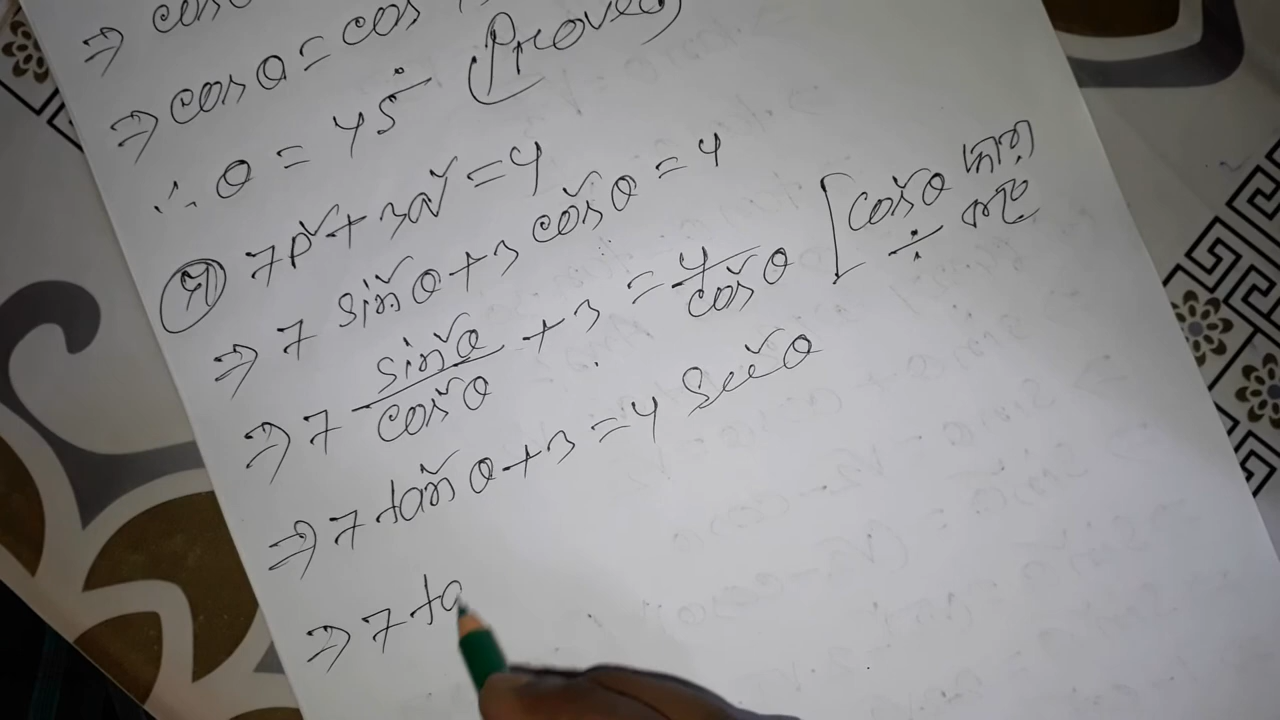 ⇒ cosθ = cos
∴ θ = 45° (Proved)
(গ) 7p² + 3Q² = 4
⇒ 7 sin²θ + 3 cos²θ = 4
⇒ 7 sin²θ/cos²θ + 3 = 4/cos²θ [cos²θ দ্বারা ÷ করে
⇒ 7 tan²θ + 3 = 4 sec²θ
⇒ 7 ta